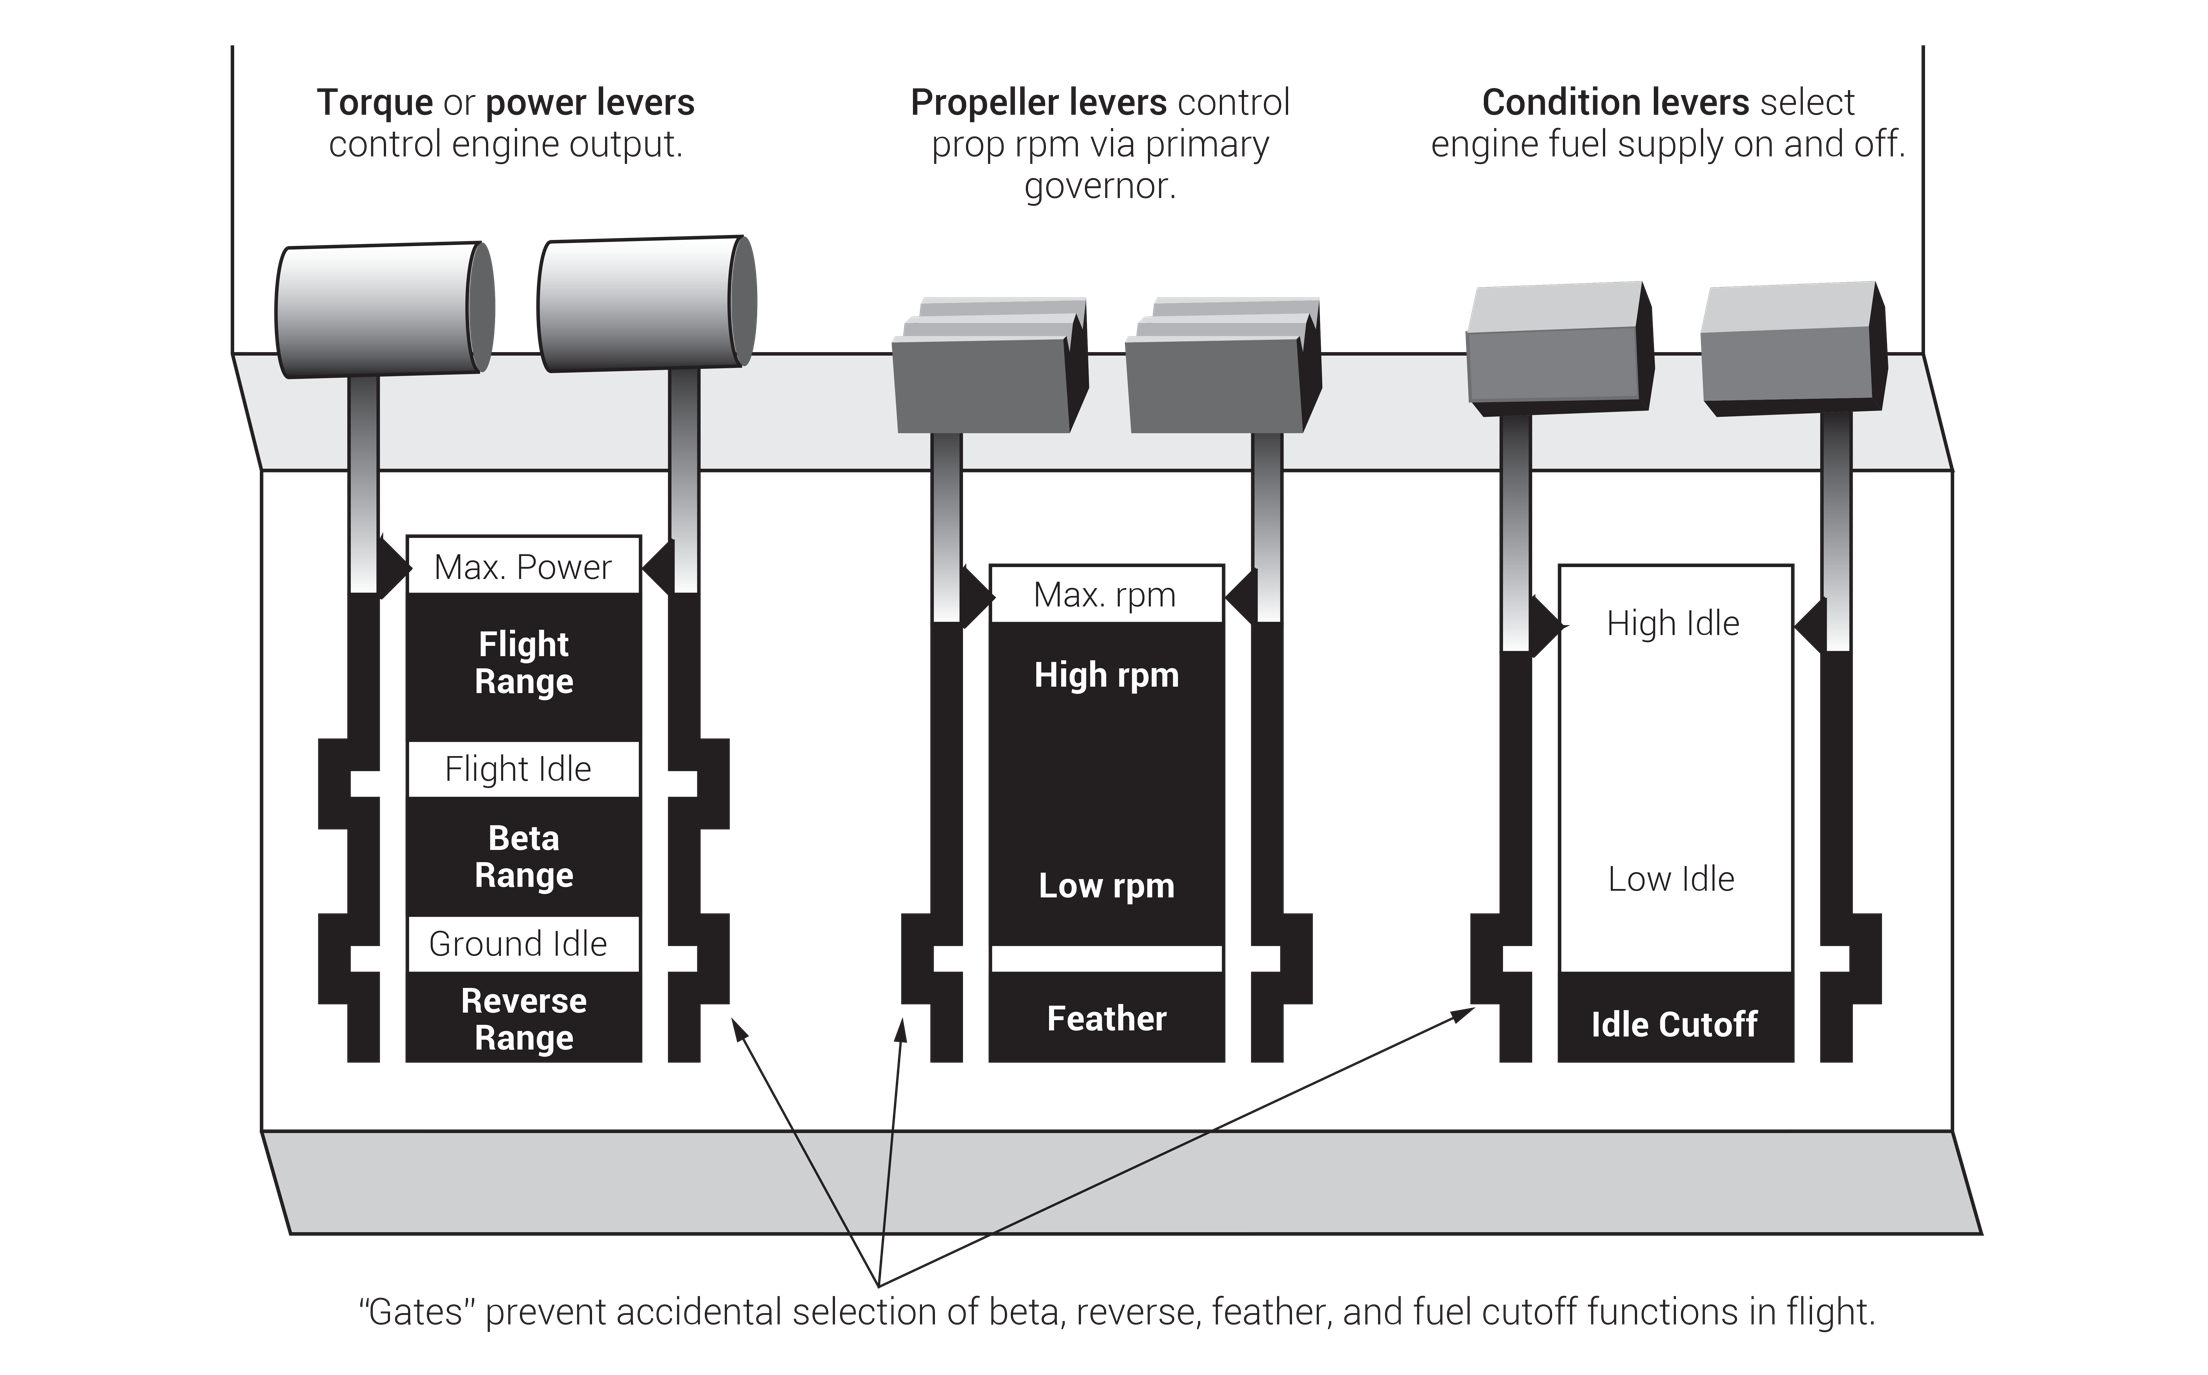 Torque or power levers
control engine output.
Propeller levers control
prop rpm via primary
governor.
Condition levers select
engine fuel supply on and off.
Max. Power
Flight
Range
Flight Idle
Beta
Range
Ground Idle
Reverse
Range
Max. rpm
High rpm
Low rpm
Feather
High Idle
Low Idle
Idle Cutoff
“Gates” prevent accidental selection of beta, reverse, feather, and fuel cutoff functions in flight.